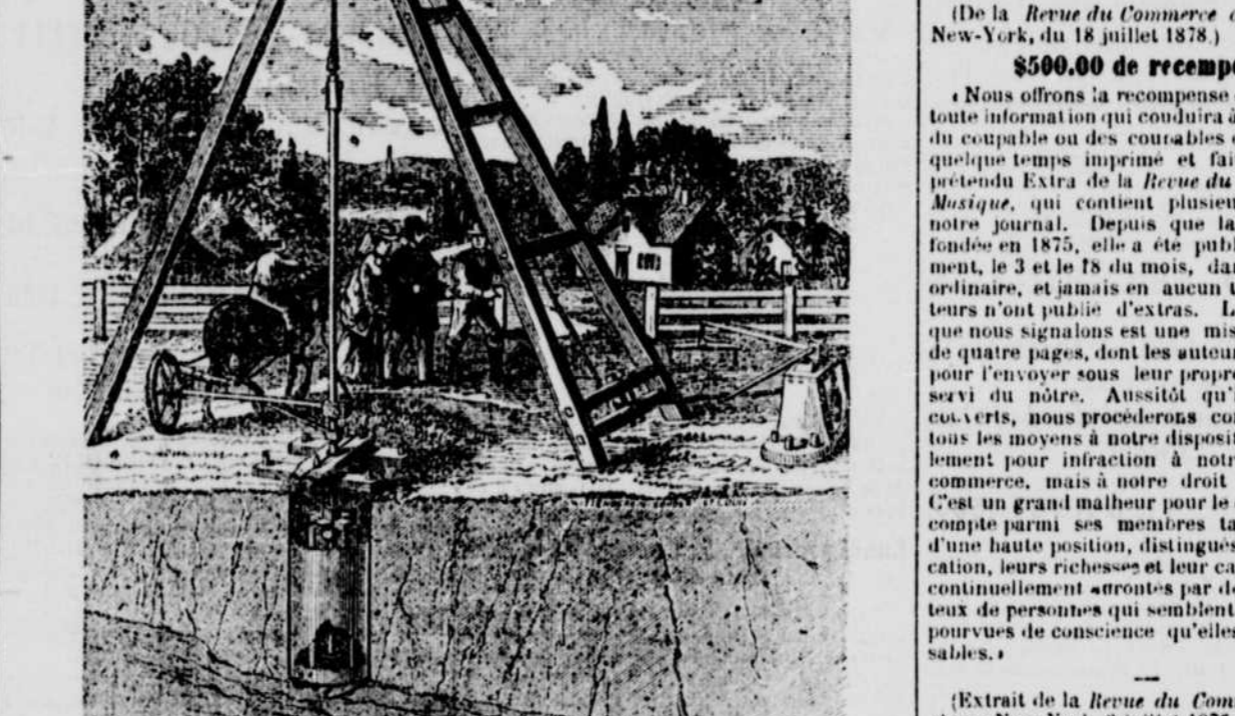 (De la Revue du Commerce
New-York, du 18 juillet 1878.)
$500.00 de recompe
« Nous offrons la recompense
toute information qui conduira à
du coupable ou des coupables
quelque temps imprimé et fai
prétendu Extra de la Revue du
Musique, qui contient plusieu
notre journal. Depuis que la
fondée en 1875, elle a été publ
ment, le 3 et le 18 du mois, dan
ordinaire, et jamais en aucun t
teurs n'ont publié d'extras. L
que nous signalons est une mis
de quatre pages, dont les auteur
pour l'envoyer sous leur propre
servi du nôtre. Aussitôt qu'i
couverts, nous procéderons con
tous les moyens à notre disposit
lement pour infraction à notr
commerce, mais à notre droit
C'est un grand malheur pour le
compte parmi ses membres ta
d'une haute position, distingués
cation, leurs richesses et leur ca
continuellement par de
teux de personnes qui semblent
pourvues de conscience qu'elles
sables. »
(Extrait de la Revue du Com